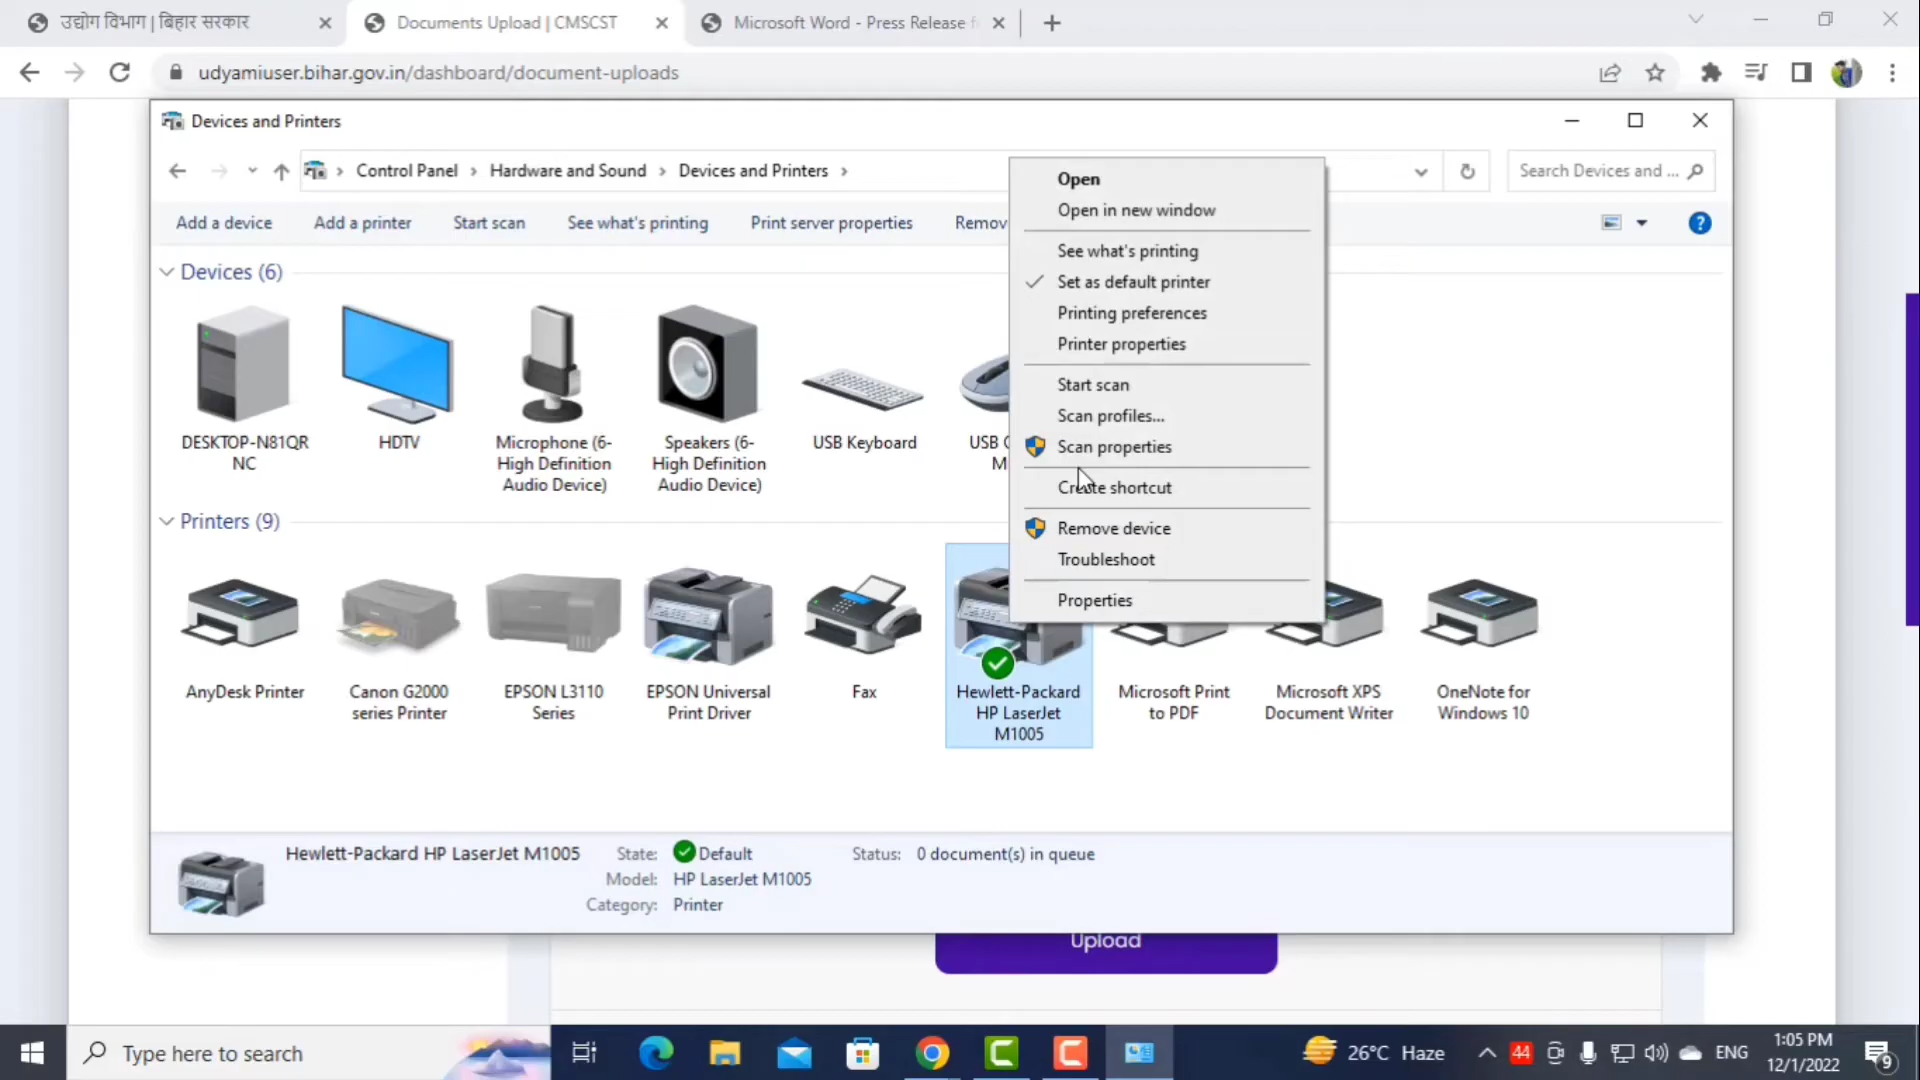 उद्योग विभाग | बिहार सरकार
Documents Upload | CMSCST
Microsoft Word - Press Release f
udyamiuser.bihar.gov.in/dashboard/document-uploads
Devices and Printers
Control Panel
Hardware and Sound
Devices and Printers
Search Devices and ...
Add a device
Add a printer
Start scan
See what's printing
Print server properties
Remov
Open
Open in new window
See what's printing
Set as default printer
Printing preferences
Printer properties
Start scan
Scan profiles...
Scan properties
Create shortcut
Remove device
Troubleshoot
Properties
Devices (6)
DESKTOP-N81QR
NC
HDTV
Microphone (6-
High Definition
Audio Device)
Speakers (6-
High Definition
Audio Device)
USB Keyboard
USB
M
Printers (9)
AnyDesk Printer
Canon G2000
series Printer
EPSON L3110
Series
EPSON Universal
Print Driver
Fax
Hewlett-Packard
HP LaserJet
M1005
Microsoft Print
to PDF
Microsoft XPS
Document Writer
OneNote for
Windows 10
Hewlett-Packard HP LaserJet M1005
State: Default
Status: 0 document(s) in queue
Model: HP LaserJet M1005
Category: Printer
Upload
Type here to search
26°C Haze
44
ENG
1:05 PM
12/1/2022
9